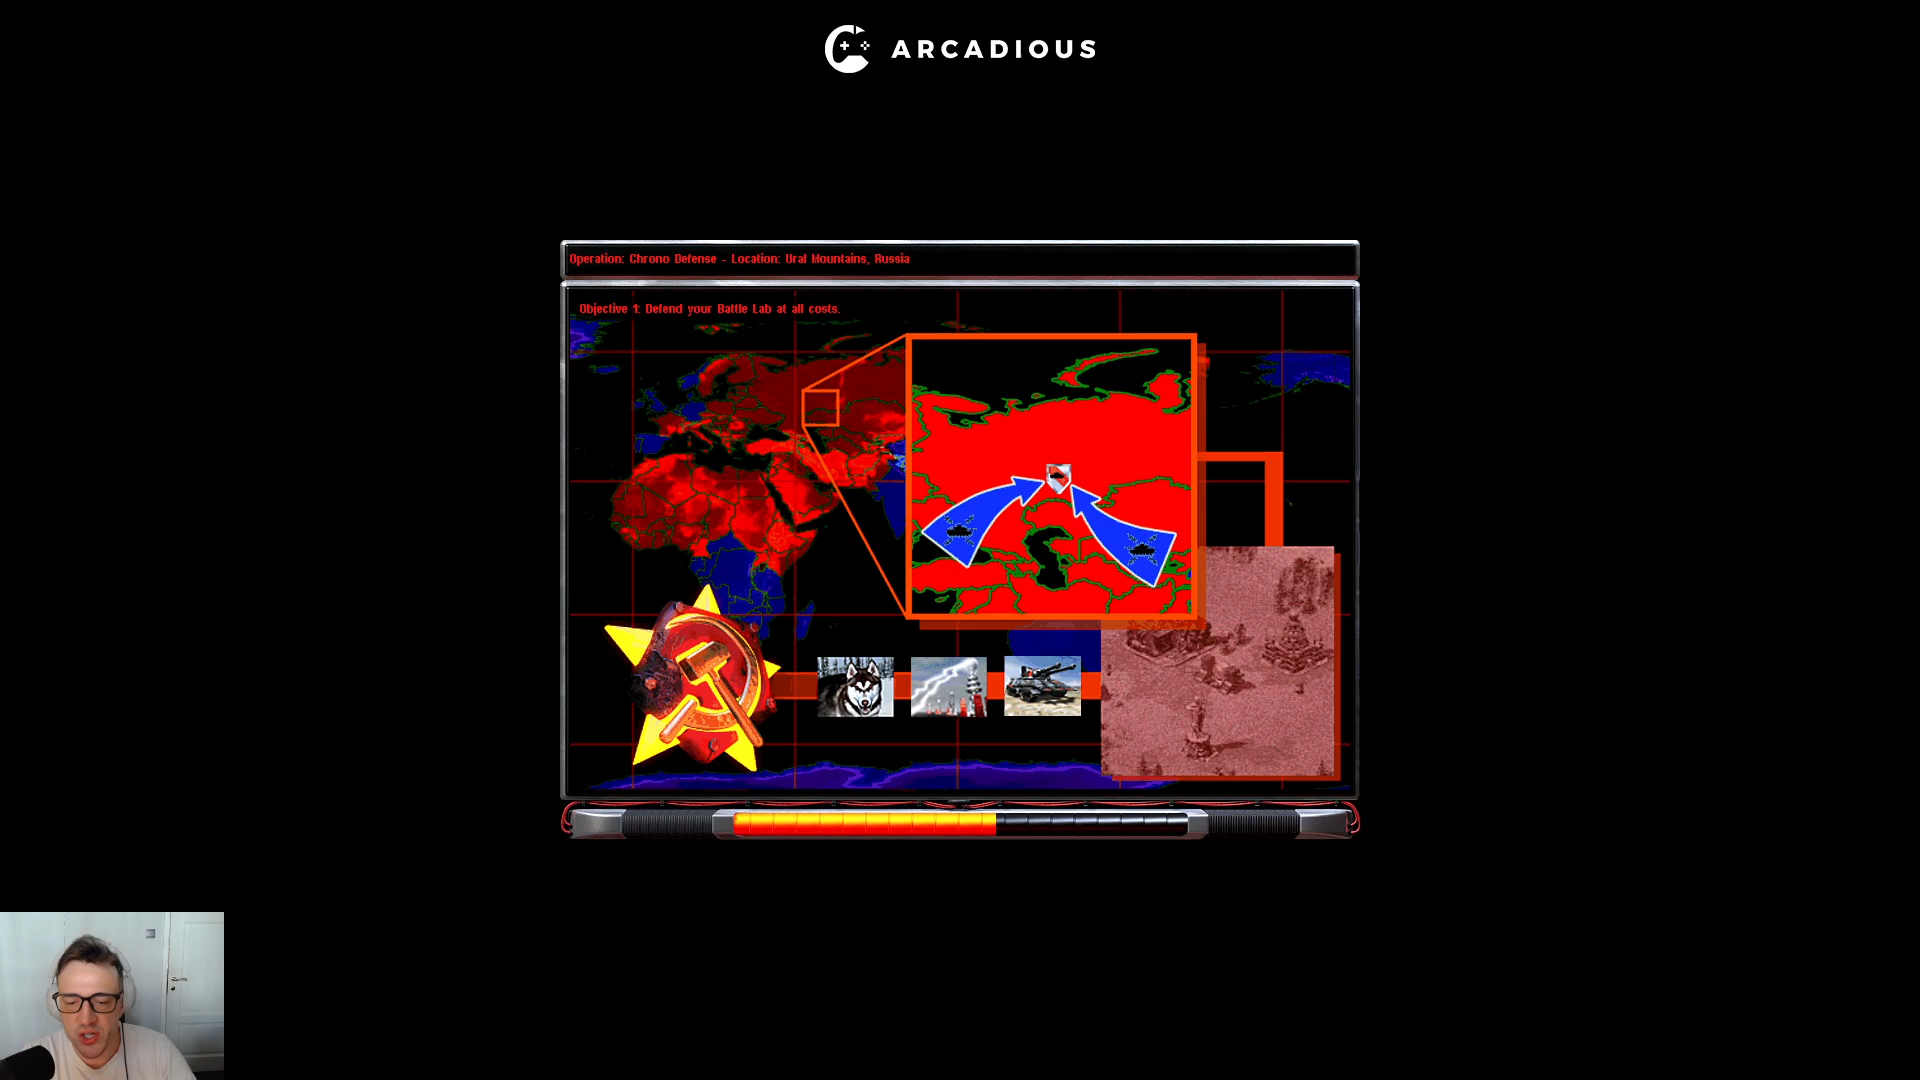 ARCADIOUS
Operation: Chrono Defense - Location: Ural Mountains, Russia
Objective 1: Defend your Battle Lab at all costs.